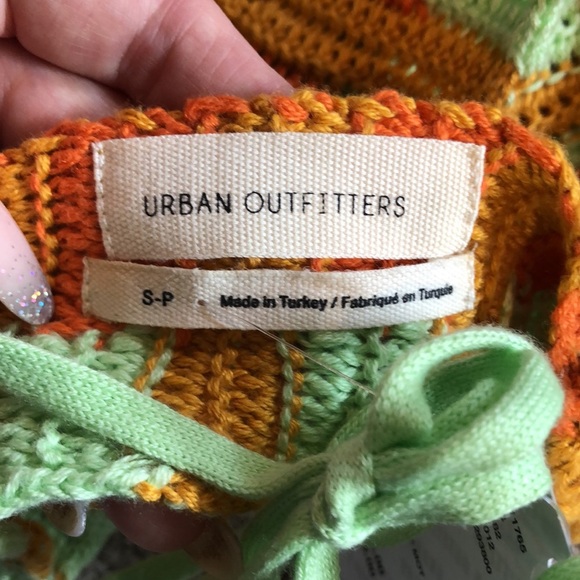 URBAN OUTFITTERS
S-P Made in Turkey / Fabriqué en Turquie